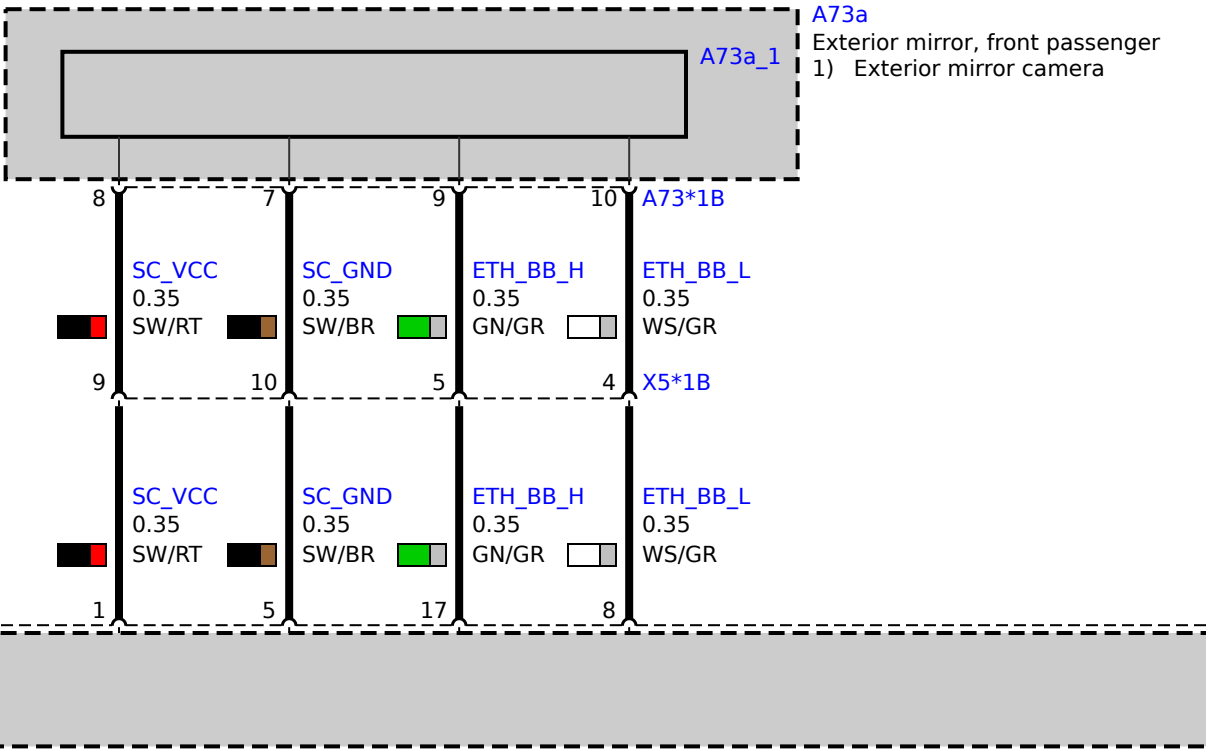 A73a
Exterior mirror, front passenger
1) Exterior mirror camera
A73a_1
8 7 9 10 A73*1B
SC_VCC SC_GND ETH_BB_H ETH_BB_L
0.35 0.35 0.35 0.35
SW/RT SW/BR GN/GR WS/GR
9 10 5 4 X5*1B
SC_VCC SC_GND ETH_BB_H ETH_BB_L
0.35 0.35 0.35 0.35
SW/RT SW/BR GN/GR WS/GR
1 5 17 8